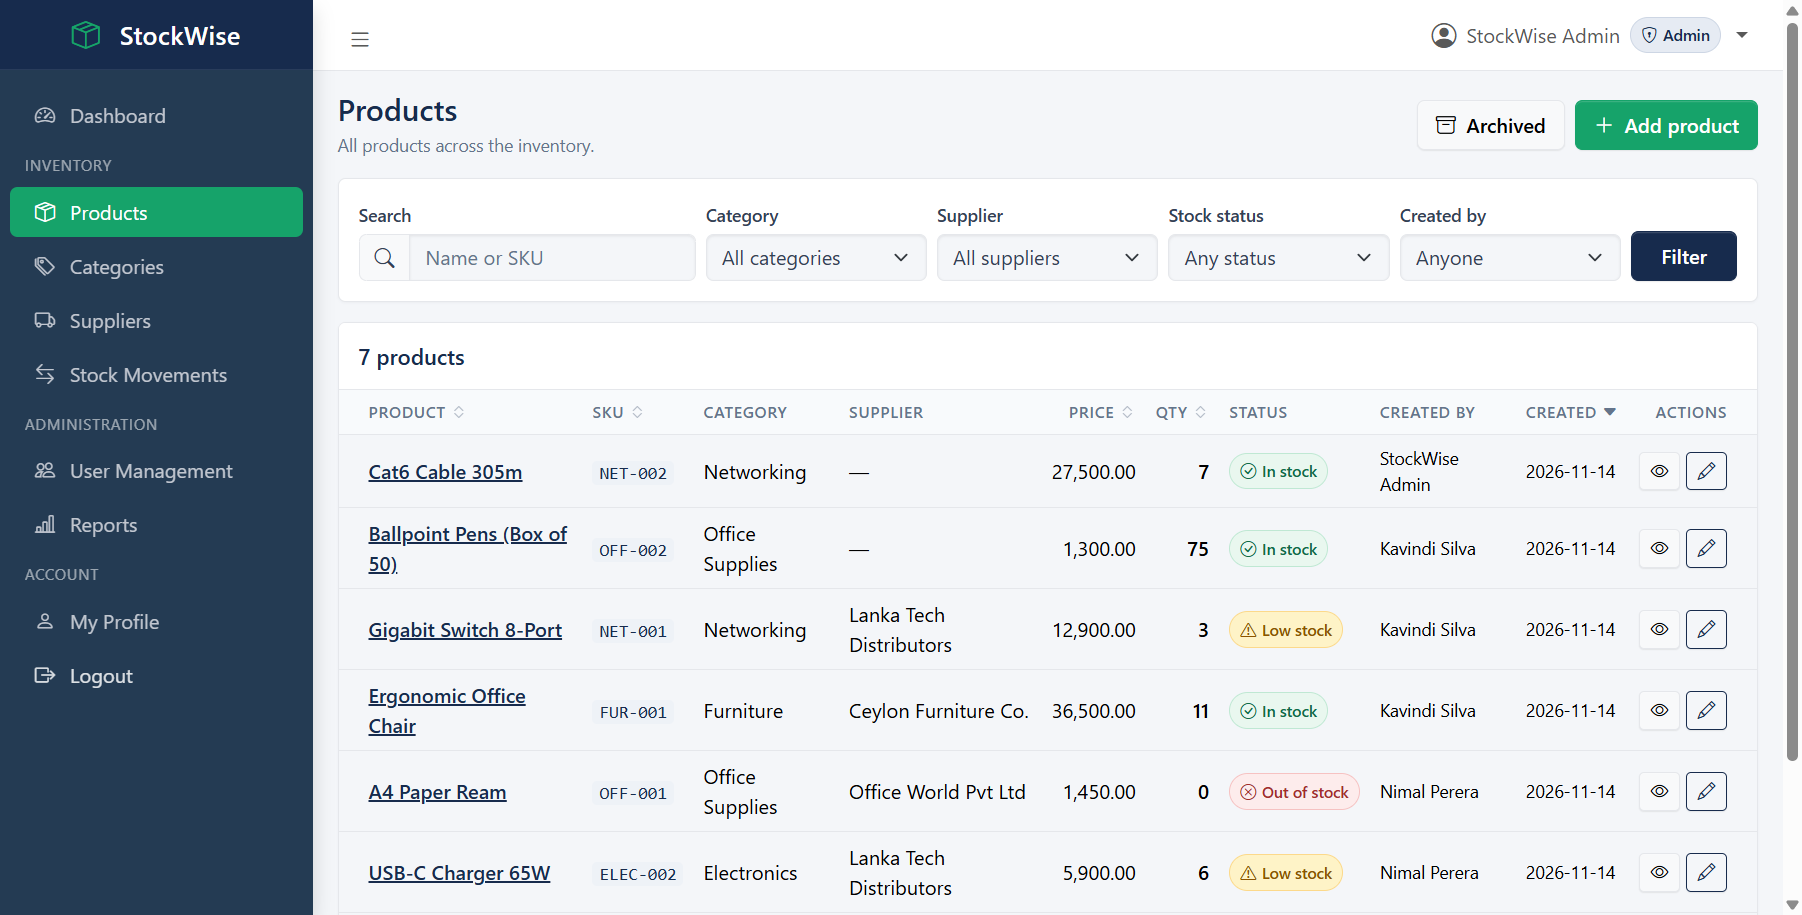 StockWise
StockWise Admin
Admin
Dashboard
INVENTORY
Products
Categories
Suppliers
Stock Movements
ADMINISTRATION
User Management
Reports
ACCOUNT
My Profile
Logout
Products
All products across the inventory.
Archived
Add product
Search
Category
Supplier
Stock status
Created by
Name or SKU
All categories
All suppliers
Any status
Anyone
Filter
7 products
PRODUCT SKU CATEGORY SUPPLIER PRICE QTY STATUS CREATED BY CREATED ACTIONS
Cat6 Cable 305m NET-002 Networking — 27,500.00 7 In stock StockWise
Admin 2026-11-14
Ballpoint Pens (Box of
50) OFF-002 Office
Supplies — 1,300.00 75 In stock Kavindi Silva 2026-11-14
Gigabit Switch 8-Port NET-001 Networking Lanka Tech
Distributors 12,900.00 3 Low stock Kavindi Silva 2026-11-14
Ergonomic Office
Chair FUR-001 Furniture Ceylon Furniture Co. 36,500.00 11 In stock Kavindi Silva 2026-11-14
A4 Paper Ream OFF-001 Office
Supplies Office World Pvt Ltd 1,450.00 0 Out of stock Nimal Perera 2026-11-14
USB-C Charger 65W ELEC-002 Electronics Lanka Tech
Distributors 5,900.00 6 Low stock Nimal Perera 2026-11-14